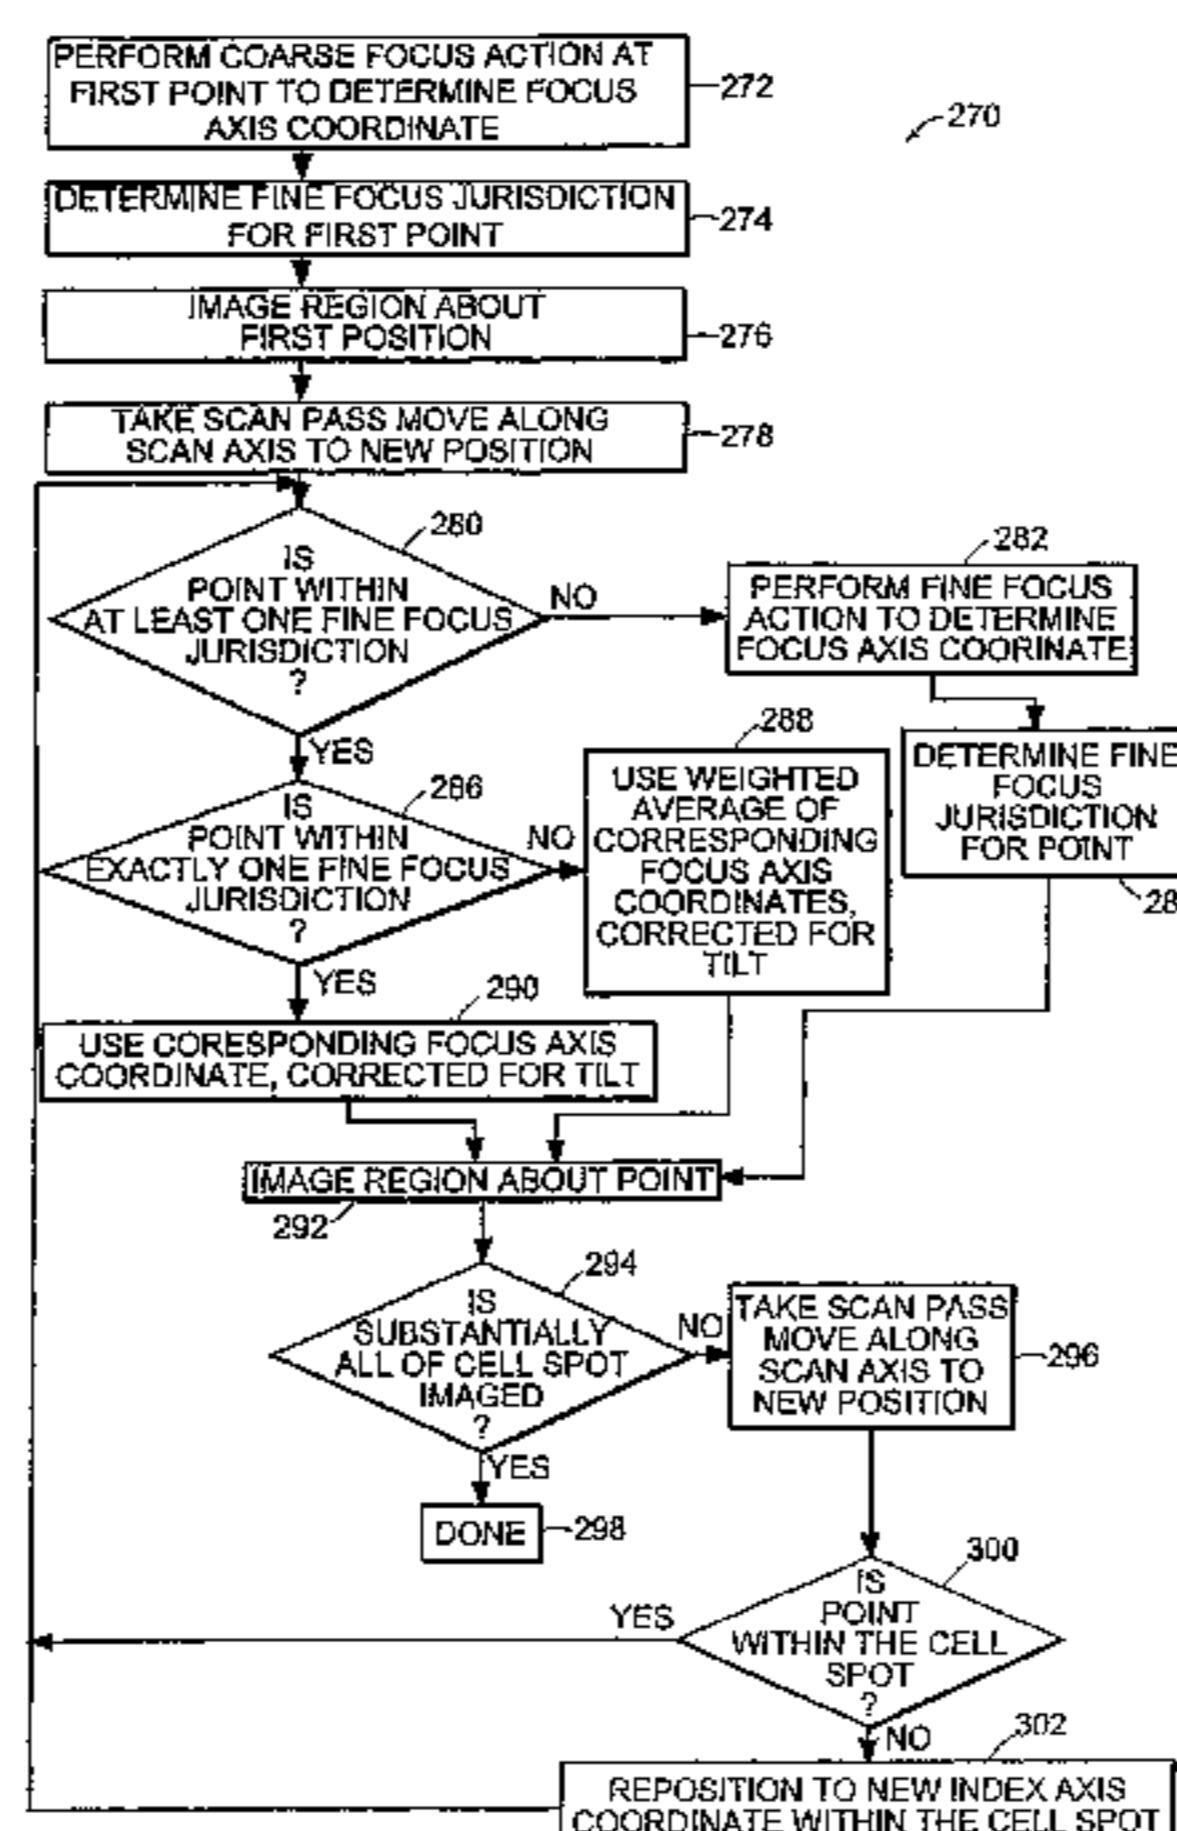 PERFORM COARSE FOCUS ACTION AT
FIRST POINT TO DETERMINE FOCUS
AXIS COORDINATE
272
270
DETERMINE FINE FOCUS JURISDICTION
FOR FIRST POINT
274
IMAGE REGION ABOUT
FIRST POSITION
276
TAKE SCAN PASS MOVE ALONG
SCAN AXIS TO NEW POSITION
278
280
IS
POINT WITHIN
AT LEAST ONE FINE FOCUS
JURISDICTION
?
NO
282
PERFORM FINE FOCUS
ACTION TO DETERMINE
FOCUS AXIS COORINATE
YES
286
IS
POINT WITHIN
EXACTLY ONE FINE FOCUS
JURISDICTION
?
NO
288
USE WEIGHTED
AVERAGE OF
CORRESPONDING
FOCUS AXIS
COORDINATES,
CORRECTED FOR
TILT
DETERMINE FINE
FOCUS
JURISDICTION
FOR POINT
28
YES
290
USE CORESPONDING FOCUS AXIS
COORDINATE, CORRECTED FOR TILT
IMAGE REGION ABOUT POINT
292
294
IS
SUBSTANTIALLY
ALL OF CELL SPOT
IMAGED
?
NO
TAKE SCAN PASS
MOVE ALONG
SCAN AXIS TO
NEW POSITION
296
YES
DONE
298
300
IS
POINT
WITHIN THE CELL
SPOT
?
YES
NO
302
REPOSITION TO NEW INDEX AXIS
COORDINATE WITHIN THE CELL SPOT